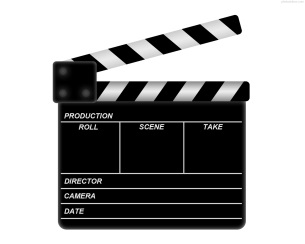 PRODUCTION
ROLL SCENE TAKE
DIRECTOR
CAMERA
DATE